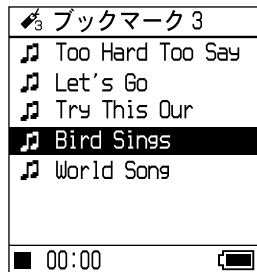 3 ブックマーク3
Too Hard Too Say
Let's Go
Try This Our
Bird Sings
World Song
00:00